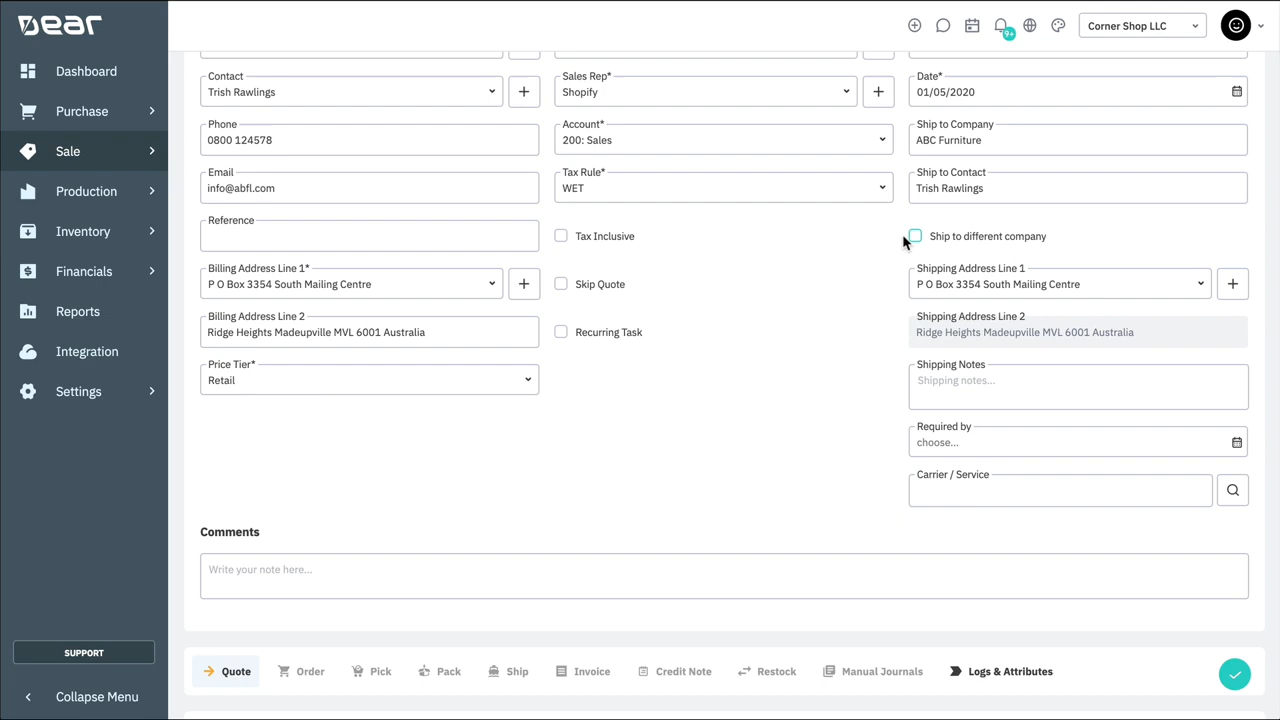 DEAR
9+
Corner Shop LLC
Dashboard
Purchase
Sale
Production
Inventory
Financials
Reports
Integration
Settings
SUPPORT
Collapse Menu
Contact
Trish Rawlings
Sales Rep*
Shopify
Date*
01/05/2020
Phone
0800 124578
Account*
200: Sales
Ship to Company
ABC Furniture
Email
info@abfl.com
Tax Rule*
WET
Ship to Contact
Trish Rawlings
Reference
Tax Inclusive
Ship to different company
Billing Address Line 1*
P O Box 3354 South Mailing Centre
Skip Quote
Shipping Address Line 1
P O Box 3354 South Mailing Centre
Billing Address Line 2
Ridge Heights Madeupville MVL 6001 Australia
Recurring Task
Shipping Address Line 2
Ridge Heights Madeupville MVL 6001 Australia
Price Tier*
Retail
Shipping Notes
Shipping notes...
Required by
choose...
Carrier / Service
Comments
Write your note here...
Quote
Order
Pick
Pack
Ship
Invoice
Credit Note
Restock
Manual Journals
Logs & Attributes